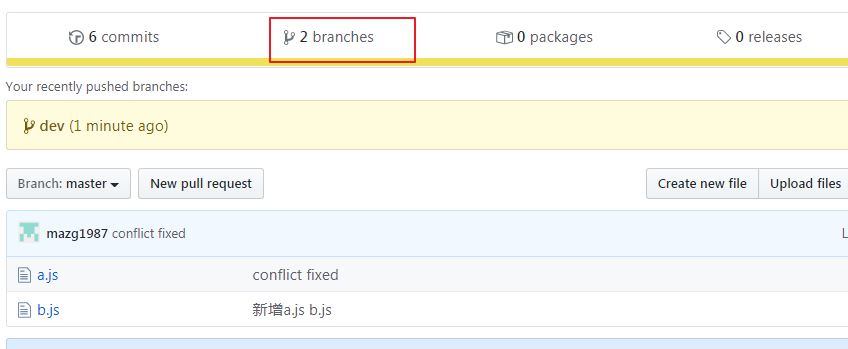 6 commits 2 branches 0 packages 0 releases
Your recently pushed branches:
dev (1 minute ago)
Branch: master New pull request Create new file Upload files
mazg1987 conflict fixed L
a.js conflict fixed
b.js 新增a.js b.js